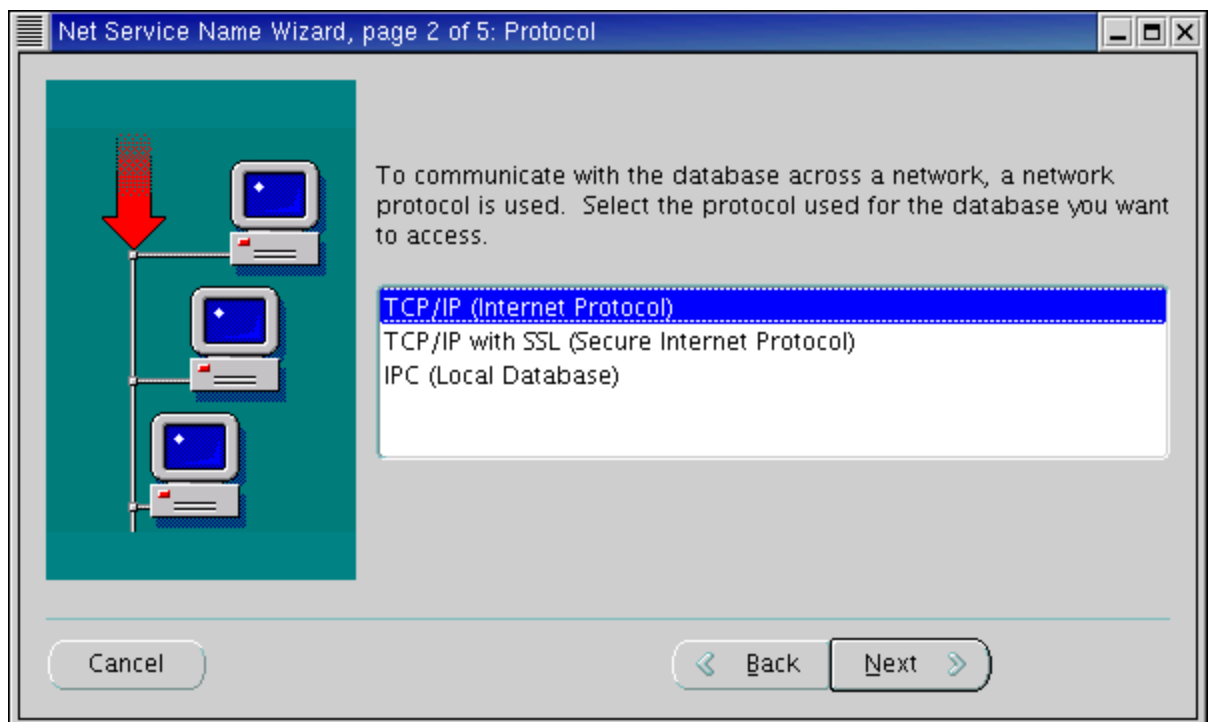 Net Service Name Wizard, page 2 of 5: Protocol
To communicate with the database across a network, a network
protocol is used.  Select the protocol used for the database you want
to access.
TCP/IP (Internet Protocol)
TCP/IP with SSL (Secure Internet Protocol)
IPC (Local Database)
Cancel
Back
Next